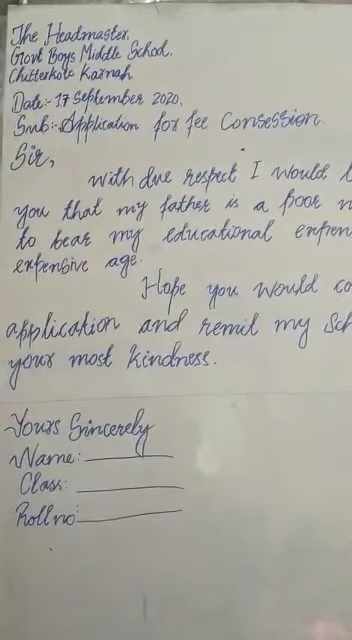 The Headmaster,
Govt Boys Middle School.
Chitterkote Karnah
Date:- 17 September 2020,
Sub:- Application for fee Consession.
Sir,
With due respect I would
you that my father is a poor
to bear my educational
expensive age.
Hope you would
application and remit my
your most kindness.
Yours Srincerely
Name:
Class:
Roll no: